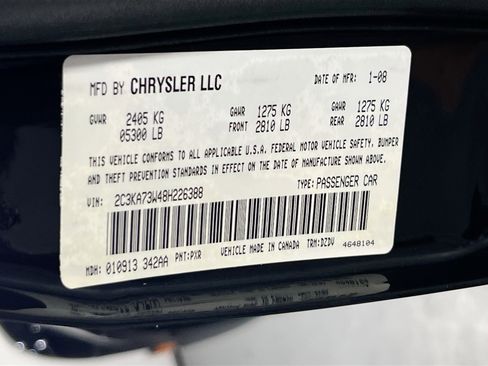 MFD BY CHRYSLER LLC DATE OF MFR: 1-08
GVWR 2405 KG GAWR 1275 KG GAWR 1275 KG
05300 LB FRONT 2810 LB REAR 2810 LB
THIS VEHICLE CONFORMS TO ALL APPLICABLE U.S.A. FEDERAL MOTOR VEHICLE SAFETY, BUMPER
AND THEFT PREVENTION STANDARDS IN EFFECT ON THE DATE OF MANUFACTURE SHOWN ABOVE.
VIN: 2C3KA73W48H226388 TYPE: PASSENGER CAR
MDH: 010913 342AA PNT: PXR VEHICLE MADE IN CANADA TRM: DZDV 4648104